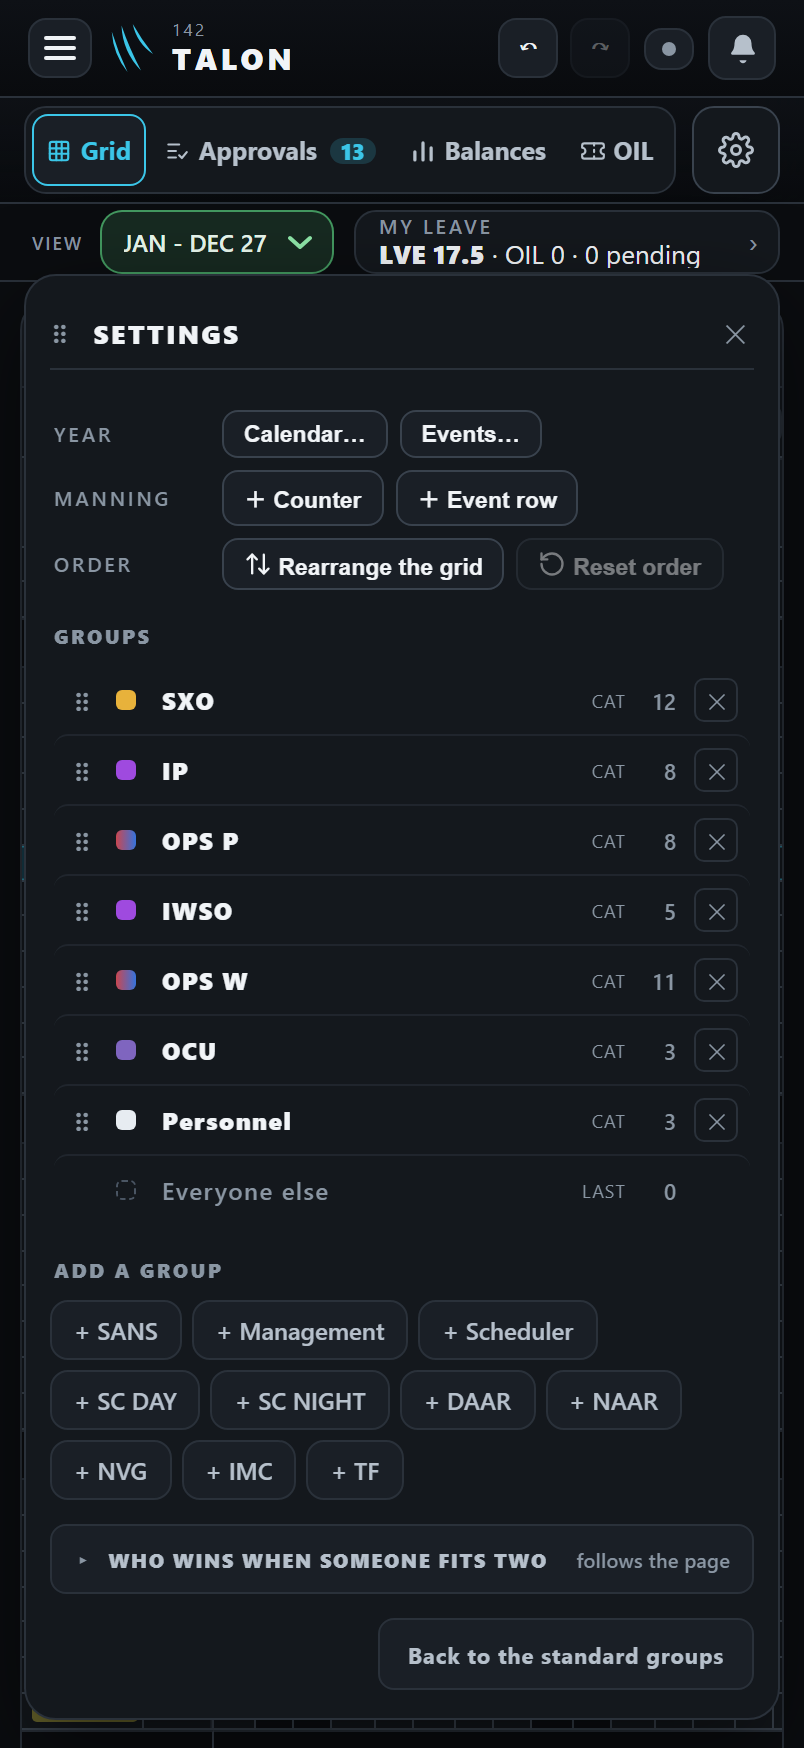 142
TALON
Grid
Approvals 13
Balances
OIL
VIEW
JAN - DEC 27
MY LEAVE
LVE 17.5 · OIL 0 · 0 pending
SETTINGS
YEAR
Calendar...
Events...
MANNING
+ Counter
+ Event row
ORDER
Rearrange the grid
Reset order
GROUPS
SXO CAT 12
IP CAT 8
OPS P CAT 8
IWSO CAT 5
OPS W CAT 11
OCU CAT 3
Personnel CAT 3
Everyone else LAST 0
ADD A GROUP
+ SANS
+ Management
+ Scheduler
+ SC DAY
+ SC NIGHT
+ DAAR
+ NAAR
+ NVG
+ IMC
+ TF
WHO WINS WHEN SOMEONE FITS TWO follows the page
Back to the standard groups